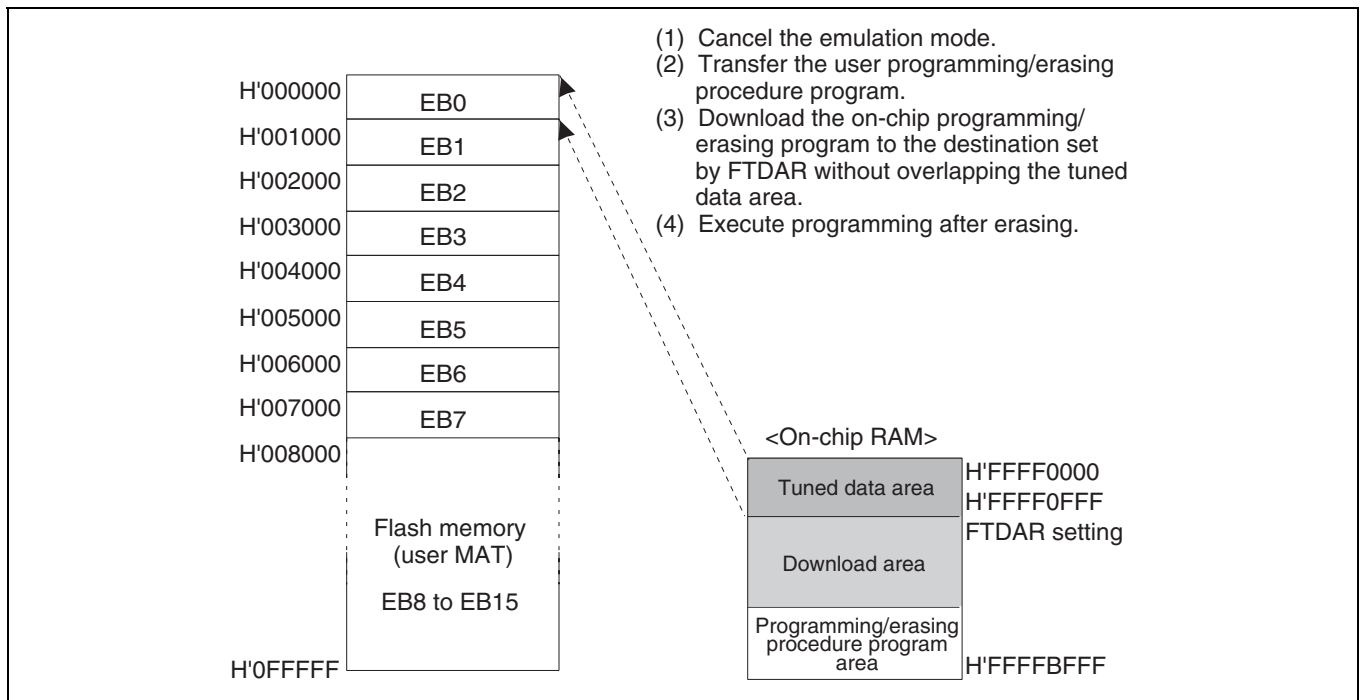 (1) Cancel the emulation mode.
(2) Transfer the user programming/erasing
procedure program.
(3) Download the on-chip programming/
erasing program to the destination set
by FTDAR without overlapping the tuned
data area.
(4) Execute programming after erasing.
H'000000
EB0
H'001000
EB1
H'002000
EB2
H'003000
EB3
H'004000
EB4
H'005000
EB5
H'006000
EB6
H'007000
EB7
H'008000
Flash memory
(user MAT)
EB8 to EB15
H'0FFFFF
<On-chip RAM>
Tuned data area
H'FFFF0000
H'FFFF0FFF
FTDAR setting
Download area
Programming/erasing
procedure program
area
H'FFFFBFFF